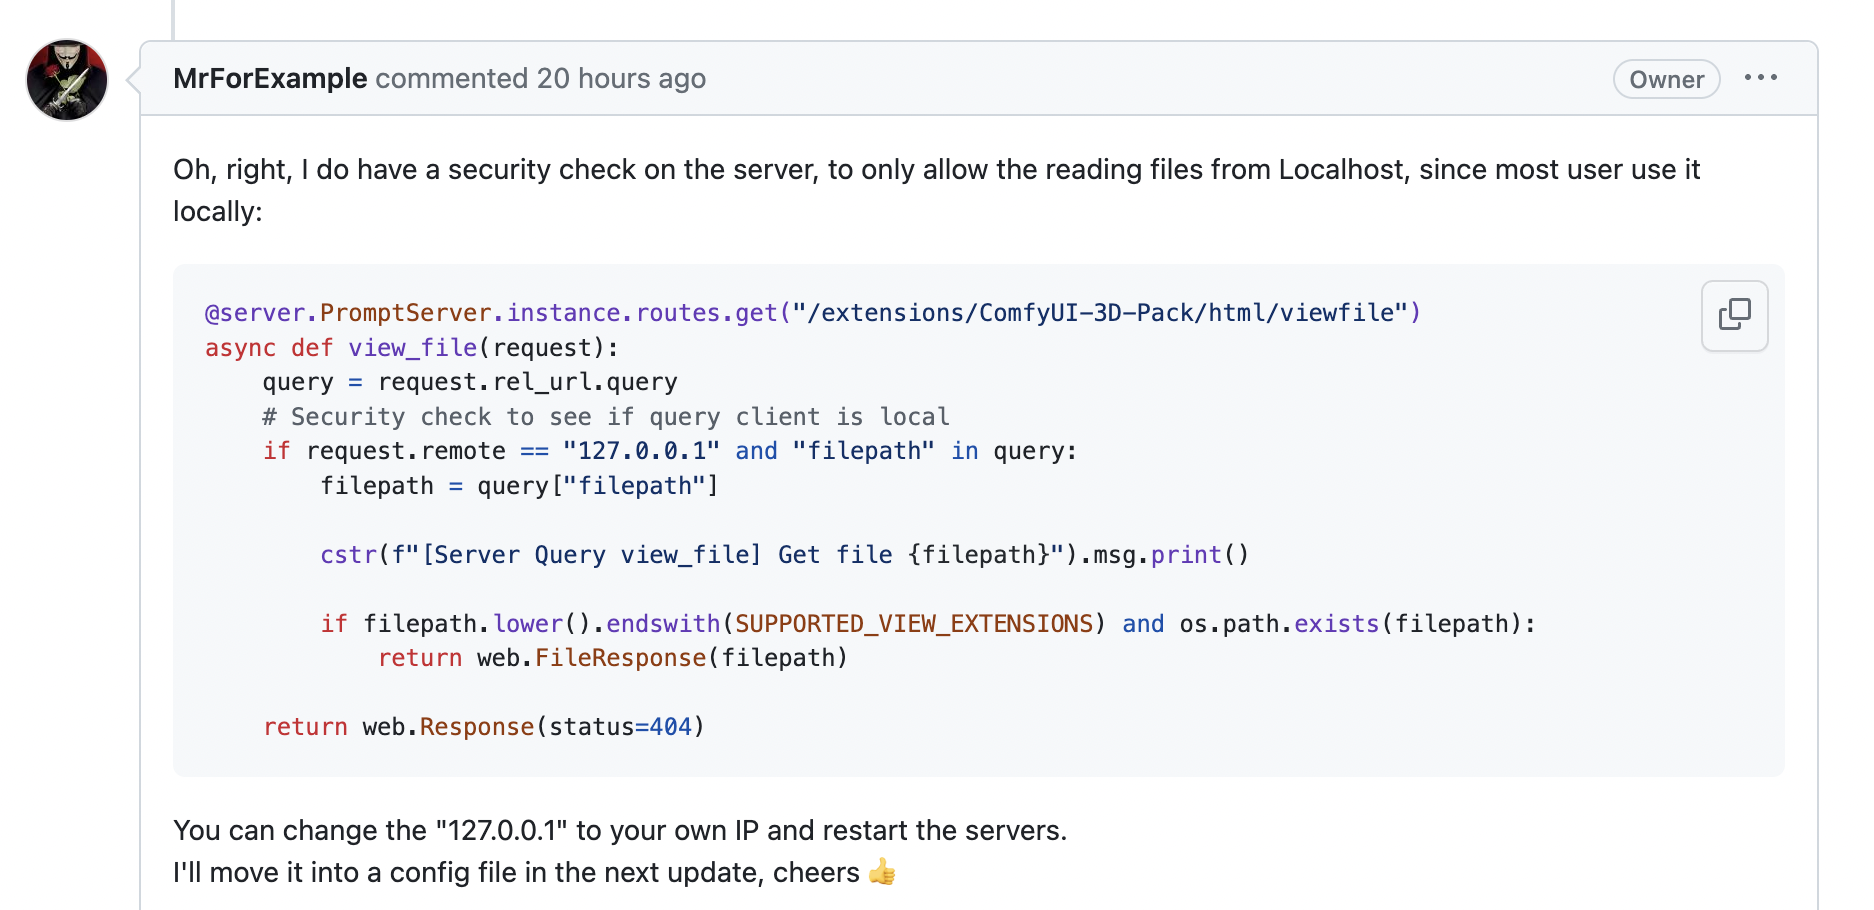 MrForExample commented 20 hours ago
Owner
Oh, right, I do have a security check on the server, to only allow the reading files from Localhost, since most user use it
locally:
@server.PromptServer.instance.routes.get("/extensions/ComfyUI-3D-Pack/html/viewfile")
async def view_file(request):
    query = request.rel_url.query
    # Security check to see if query client is local
    if request.remote == "127.0.0.1" and "filepath" in query:
        filepath = query["filepath"]
        cstr(f"[Server Query view_file] Get file {filepath}").msg.print()
        if filepath.lower().endswith(SUPPORTED_VIEW_EXTENSIONS) and os.path.exists(filepath):
            return web.FileResponse(filepath)
    return web.Response(status=404)
You can change the "127.0.0.1" to your own IP and restart the servers.
I'll move it into a config file in the next update, cheers 👍